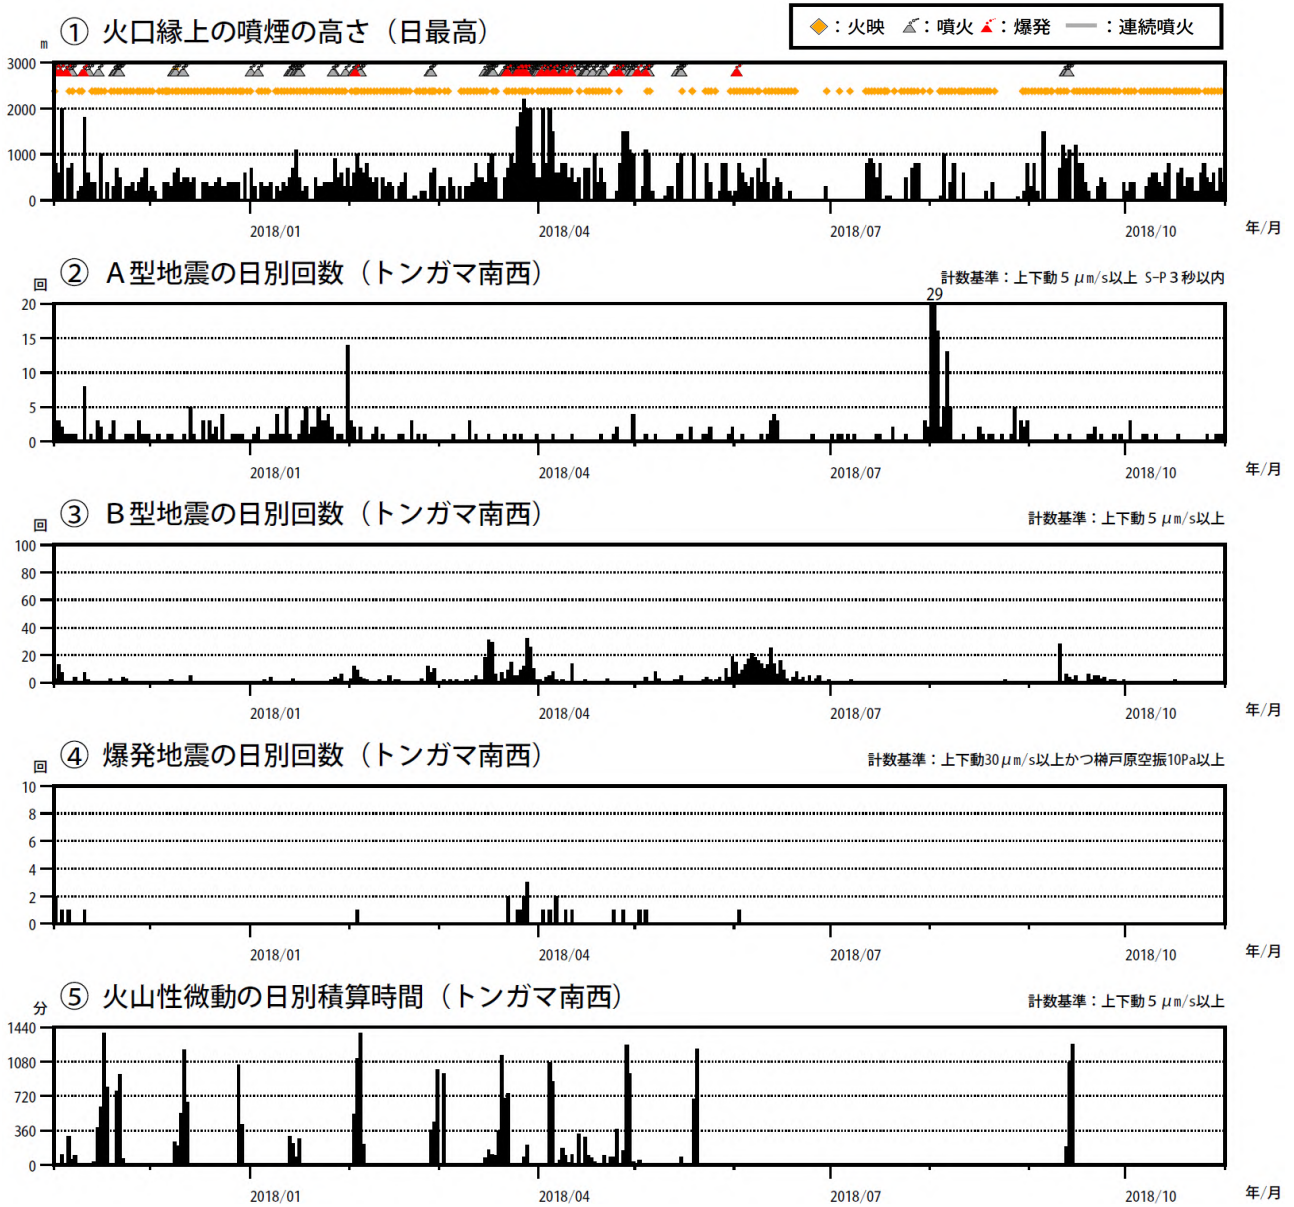 ◆：火映 ：噴火 ：爆発 ：連続噴火
① 火口縁上の噴煙の高さ（日最高）
m
3000
2000
1000
0
2018/01 2018/04 2018/07 2018/10 年/月
② Ａ型地震の日別回数（トンガマ南西）
計数基準：上下動５μm/s以上 S-P３秒以内
回
29
20
15
10
5
0
2018/01 2018/04 2018/07 2018/10 年/月
③ Ｂ型地震の日別回数（トンガマ南西）
計数基準：上下動５μm/s以上
回
100
80
60
40
20
0
2018/01 2018/04 2018/07 2018/10 年/月
④ 爆発地震の日別回数（トンガマ南西）
計数基準：上下動30μm/s以上かつ榊戸原空振10Pa以上
回
10
8
6
4
2
0
2018/01 2018/04 2018/07 2018/10 年/月
⑤ 火山性微動の日別積算時間（トンガマ南西）
計数基準：上下動５μm/s以上
分
1440
1080
720
360
0
2018/01 2018/04 2018/07 2018/10 年/月